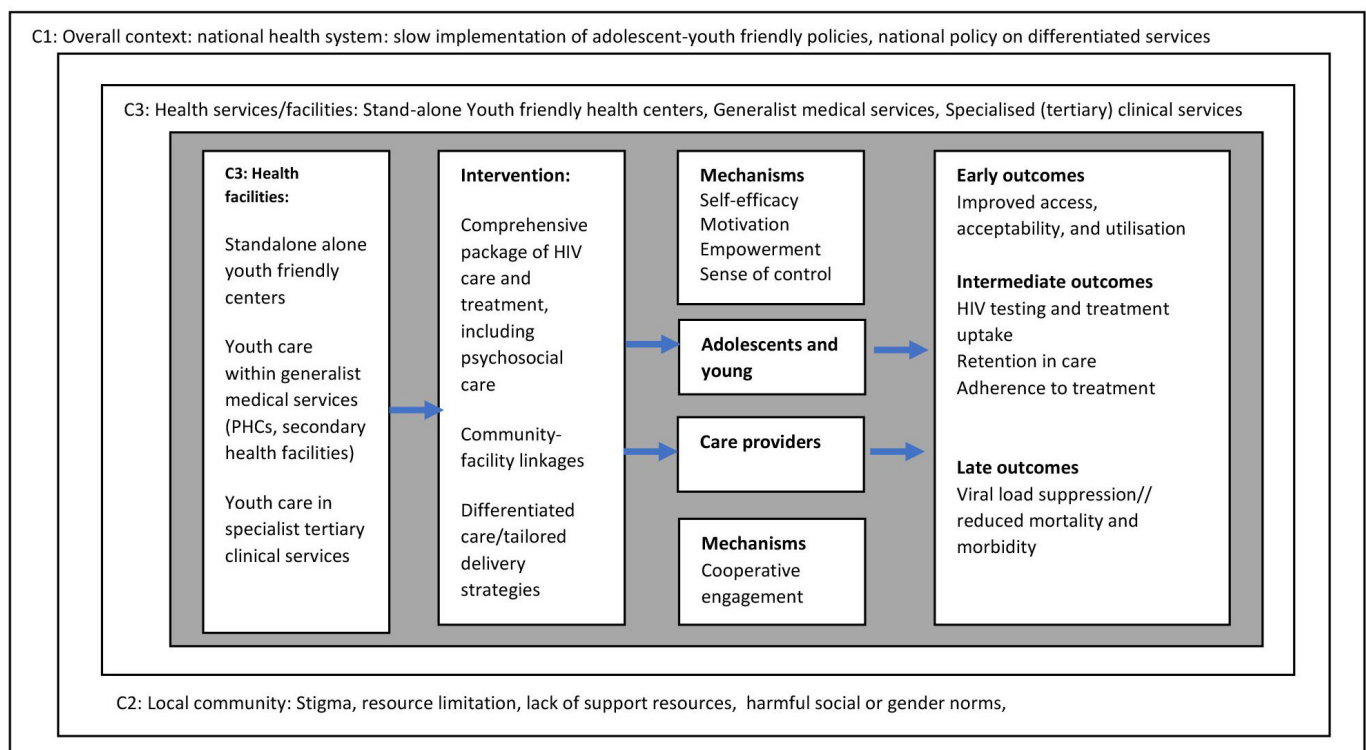 C1: Overall context: national health system: slow implementation of adolescent-youth friendly policies, national policy on differentiated services
C3: Health services/facilities: Stand-alone Youth friendly health centers, Generalist medical services, Specialised (tertiary) clinical services
C3: Health
facilities:
Standalone alone
youth friendly
centers
Youth care
within generalist
medical services
(PHCs, secondary
health facilities)
Youth care in
specialist tertiary
clinical services
Intervention:
Comprehensive
package of HIV
care and
treatment,
including
psychosocial
care
Community-
facility linkages
Differentiated
care/tailored
delivery
strategies
Mechanisms
Self-efficacy
Motivation
Empowerment
Sense of control
Adolescents and
young
Care providers
Mechanisms
Cooperative
engagement
Early outcomes
Improved access,
acceptability, and utilisation
Intermediate outcomes
HIV testing and treatment
uptake
Retention in care
Adherence to treatment
Late outcomes
Viral load suppression//
reduced mortality and
morbidity
C2: Local community: Stigma, resource limitation, lack of support resources, harmful social or gender norms,